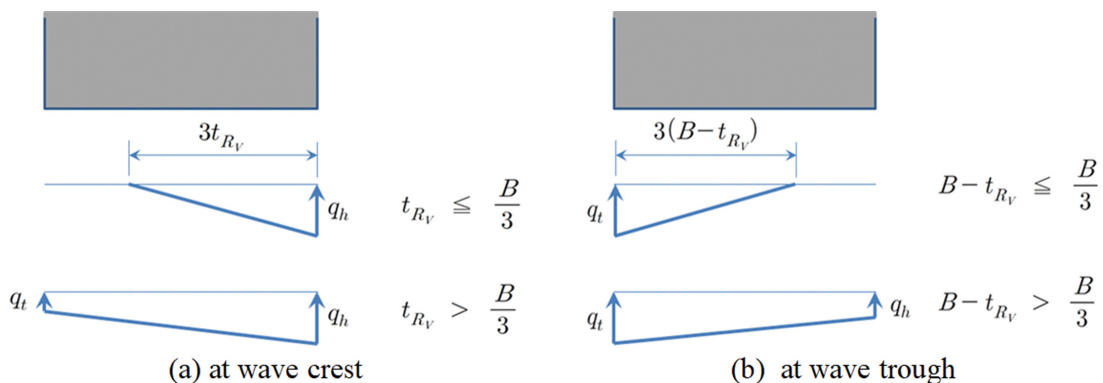 3t_{R_V}
q_h
t_{R_V} ≦ B/3
q_t
q_h
t_{R_V} > B/3
(a) at wave crest
3(B−t_{R_V})
q_t
B−t_{R_V} ≦ B/3
q_t
q_h
B−t_{R_V} > B/3
(b) at wave trough